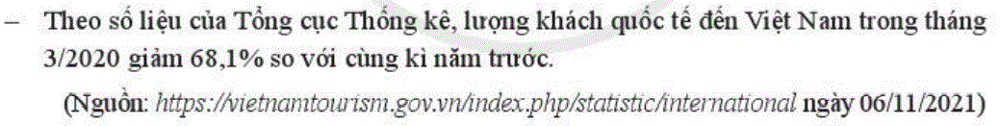 – Theo số liệu của Tổng cục Thống kê, lượng khách quốc tế đến Việt Nam trong tháng
3/2020 giảm 68,1% so với cùng kì năm trước.
(Nguồn: https://vietnamtourism.gov.vn/index.php/statistic/international ngày 06/11/2021)